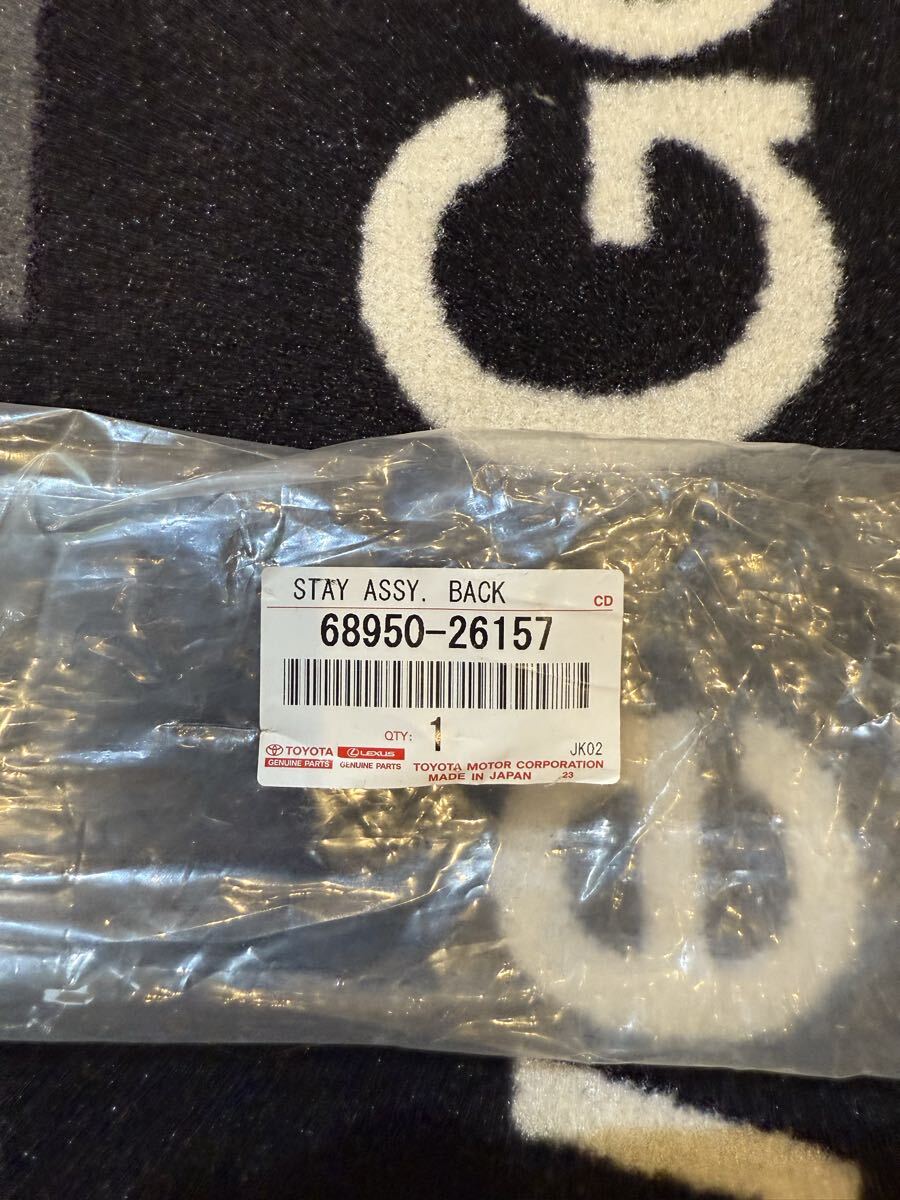 STAY ASSY. BACK
CD
68950-26157
QTY: 1
JK02
TOYOTA
GENUINE PARTS
LEXUS
GENUINE PARTS
TOYOTA MOTOR CORPORATION
MADE IN JAPAN 23
G
e